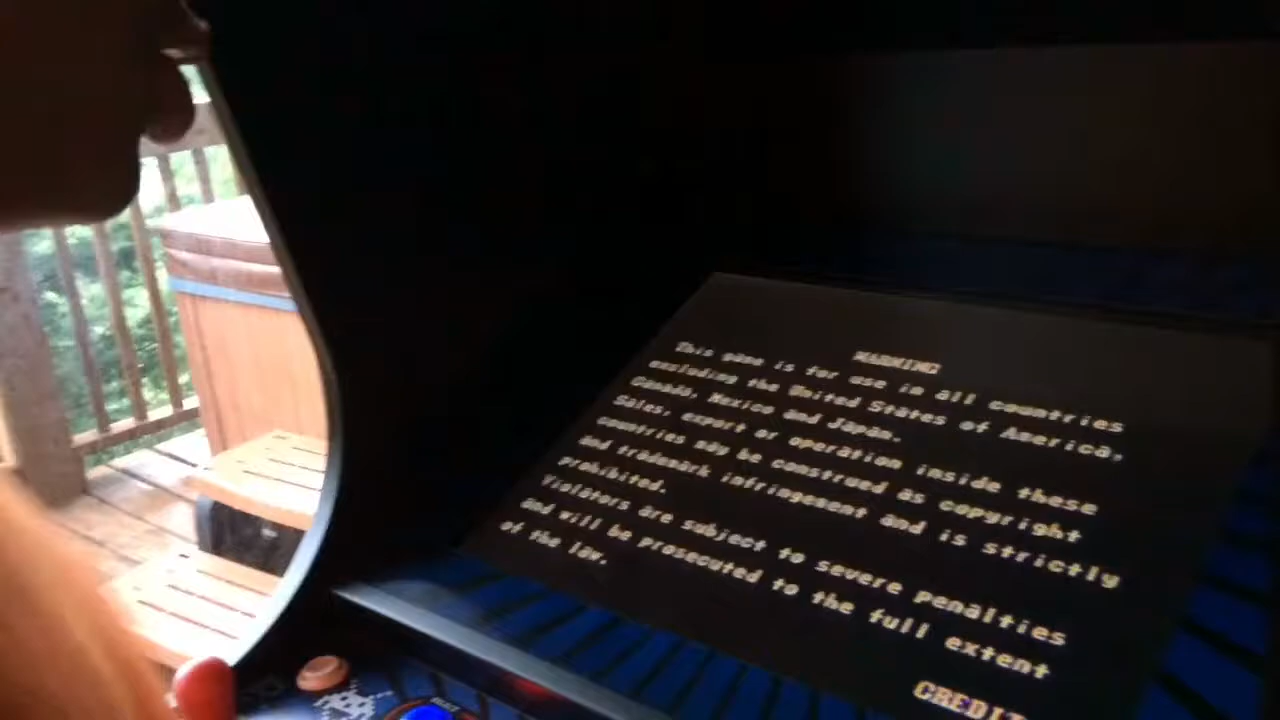 WARNING
This game is for use in all countries
excluding the United States of America,
Canada, Mexico and Japan.
Sales, export or operation inside these
countries may be construed as copyright
and trademark infringement and is strictly
prohibited.
Violators are subject to severe penalties
and will be prosecuted to the full extent
of the law.
CREDIT